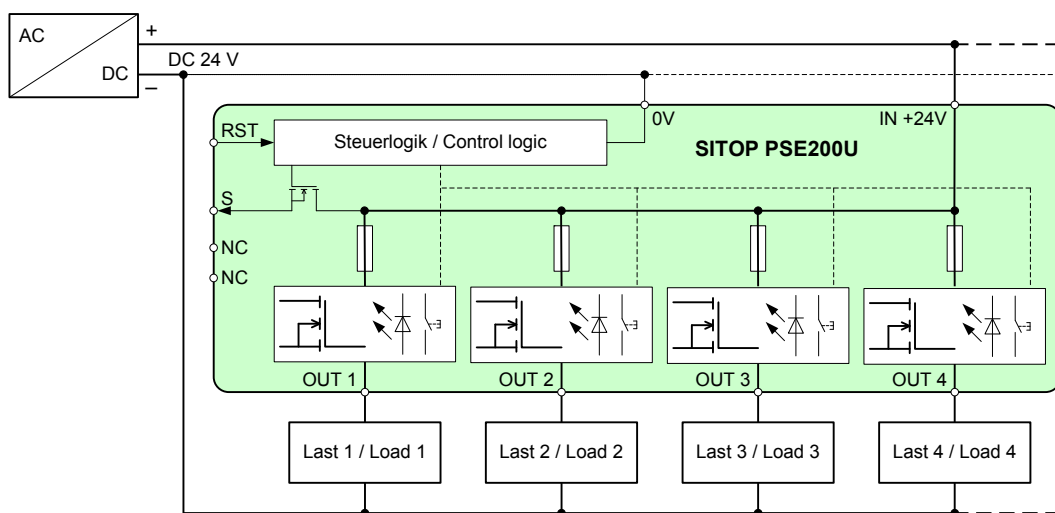 AC
+
DC 24 V
DC
–
0V
IN +24V
RST
Steuerlogik / Control logic
SITOP PSE200U
S
NC
NC
OUT 1
OUT 2
OUT 3
OUT 4
Last 1 / Load 1
Last 2 / Load 2
Last 3 / Load 3
Last 4 / Load 4